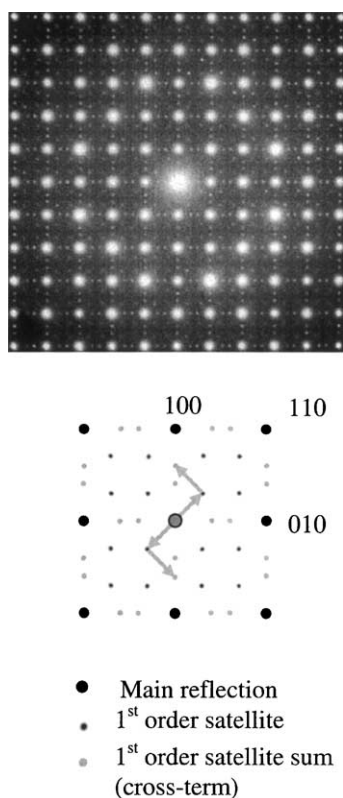 100
110
010
Main reflection
1st order satellite
1st order satellite sum
(cross-term)